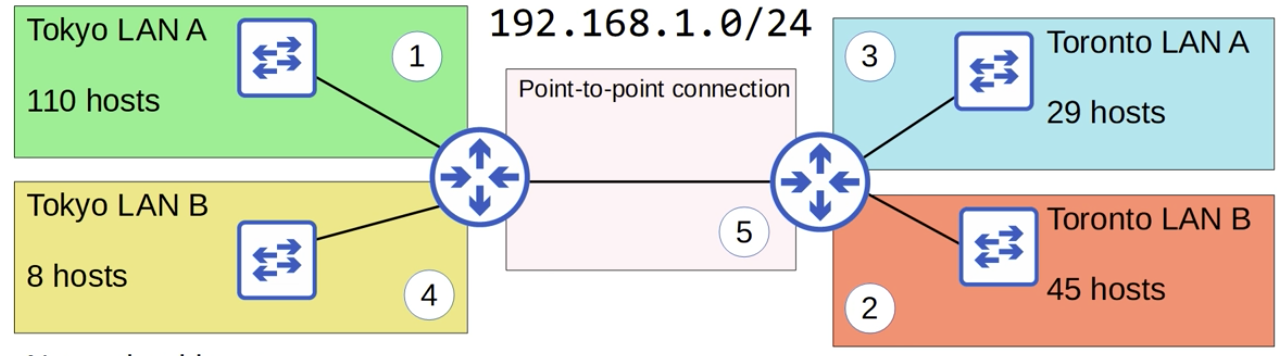 192.168.1.0/24
Tokyo LAN A
110 hosts
1
Point-to-point connection
5
3
Toronto LAN A
29 hosts
Tokyo LAN B
8 hosts
4
Toronto LAN B
45 hosts
2